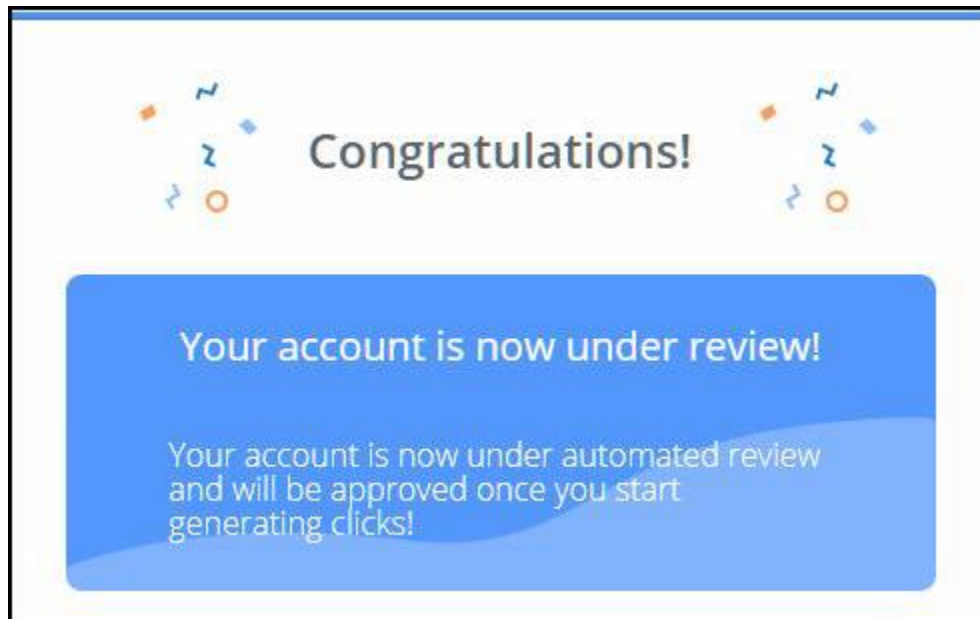 Congratulations!
Your account is now under review!
Your account is now under automated review
and will be approved once you start
generating clicks!